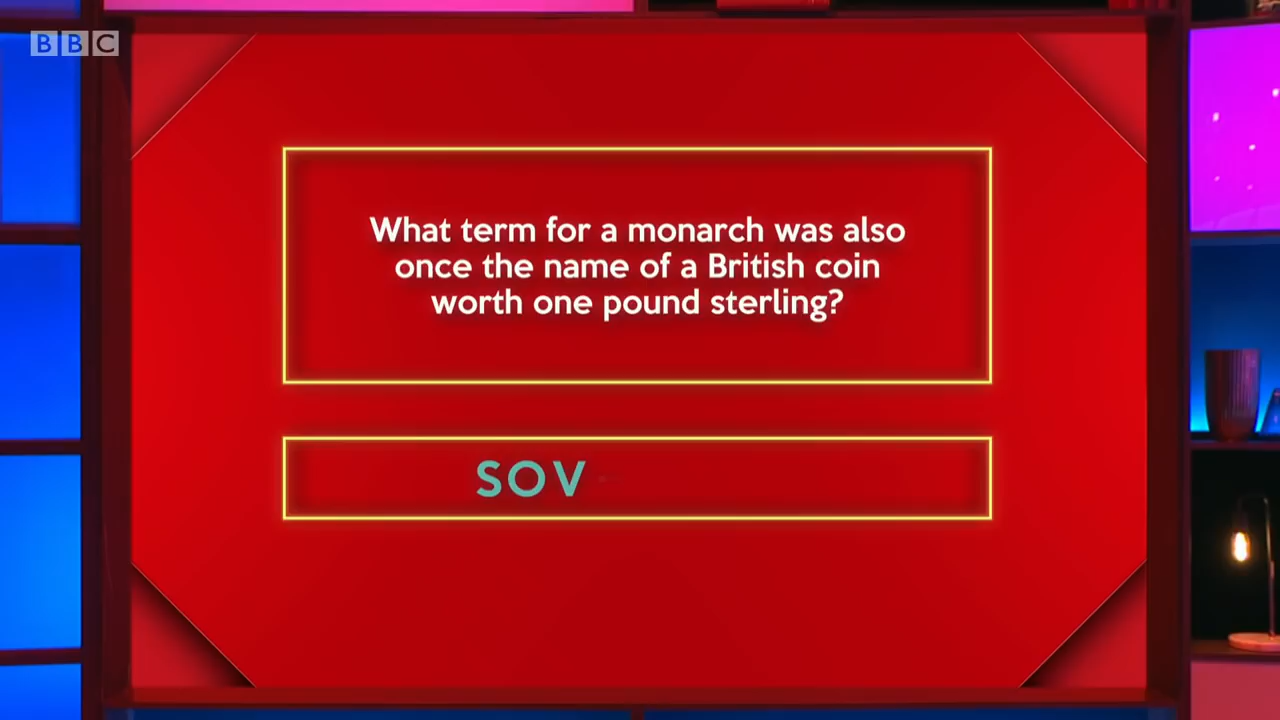 BBC
What term for a monarch was also
once the name of a British coin
worth one pound sterling?
SOV